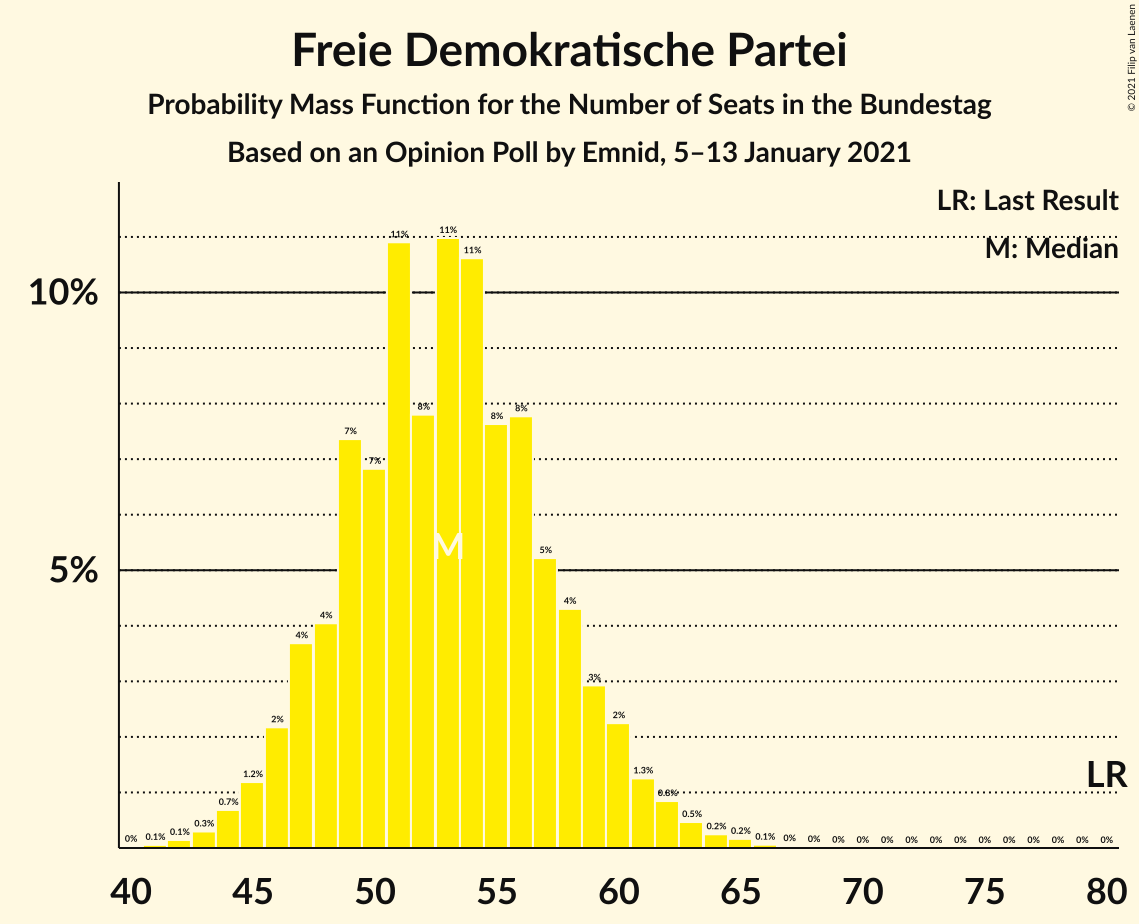 Freie Demokratische Partei
Probability Mass Function for the Number of Seats in the Bundestag
Based on an Opinion Poll by Emnid, 5–13 January 2021
© 2021 Filip van Laenen
LR: Last Result
M: Median
10%
5%
0% 0.1% 0.1% 0.3% 0.7% 1.2% 2% 4% 4% 7% 7% 11% 8% 11% 11% 8% 8% 5% 4% 3% 2% 1.3% 0.8% 0.5% 0.2% 0.2% 0.1% 0% 0% 0% 0% 0% 0% 0% 0% 0% 0% 0% 0% 0% 0%
M
LR
40 45 50 55 60 65 70 75 80